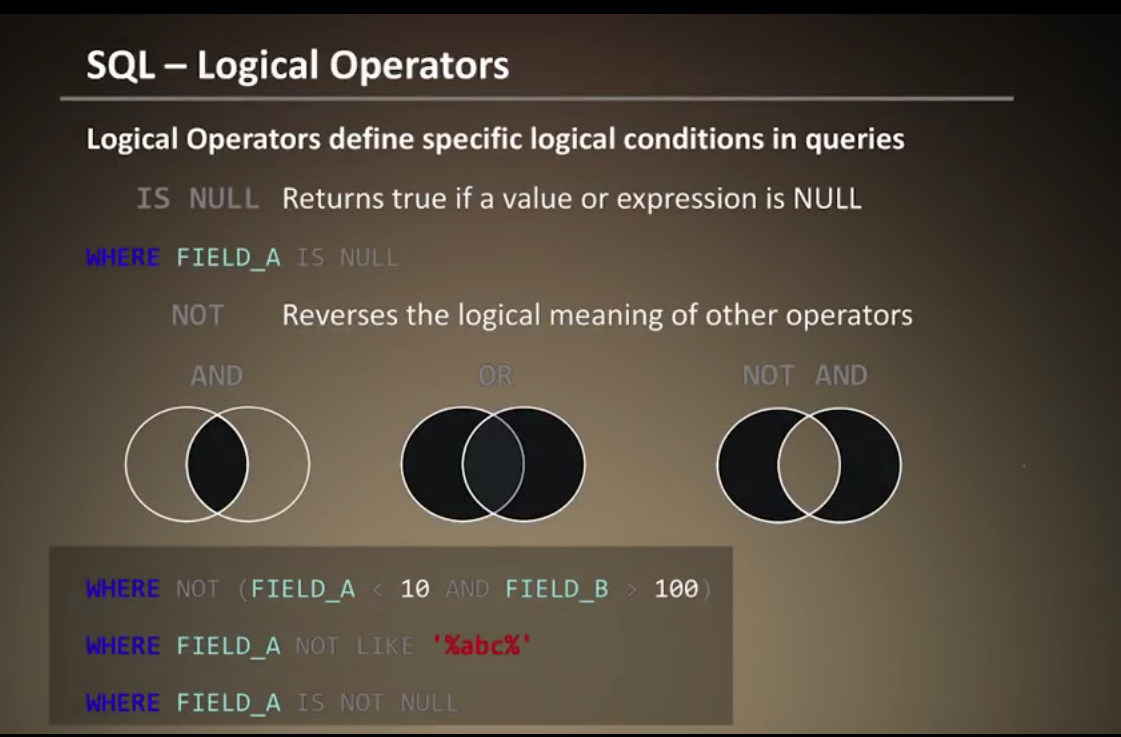 SQL – Logical Operators
Logical Operators define specific logical conditions in queries
IS NULL Returns true if a value or expression is NULL
WHERE FIELD_A IS NULL
NOT Reverses the logical meaning of other operators
AND OR NOT AND
WHERE NOT (FIELD_A < 10 AND FIELD_B > 100)
WHERE FIELD_A NOT LIKE '%abc%'
WHERE FIELD_A IS NOT NULL